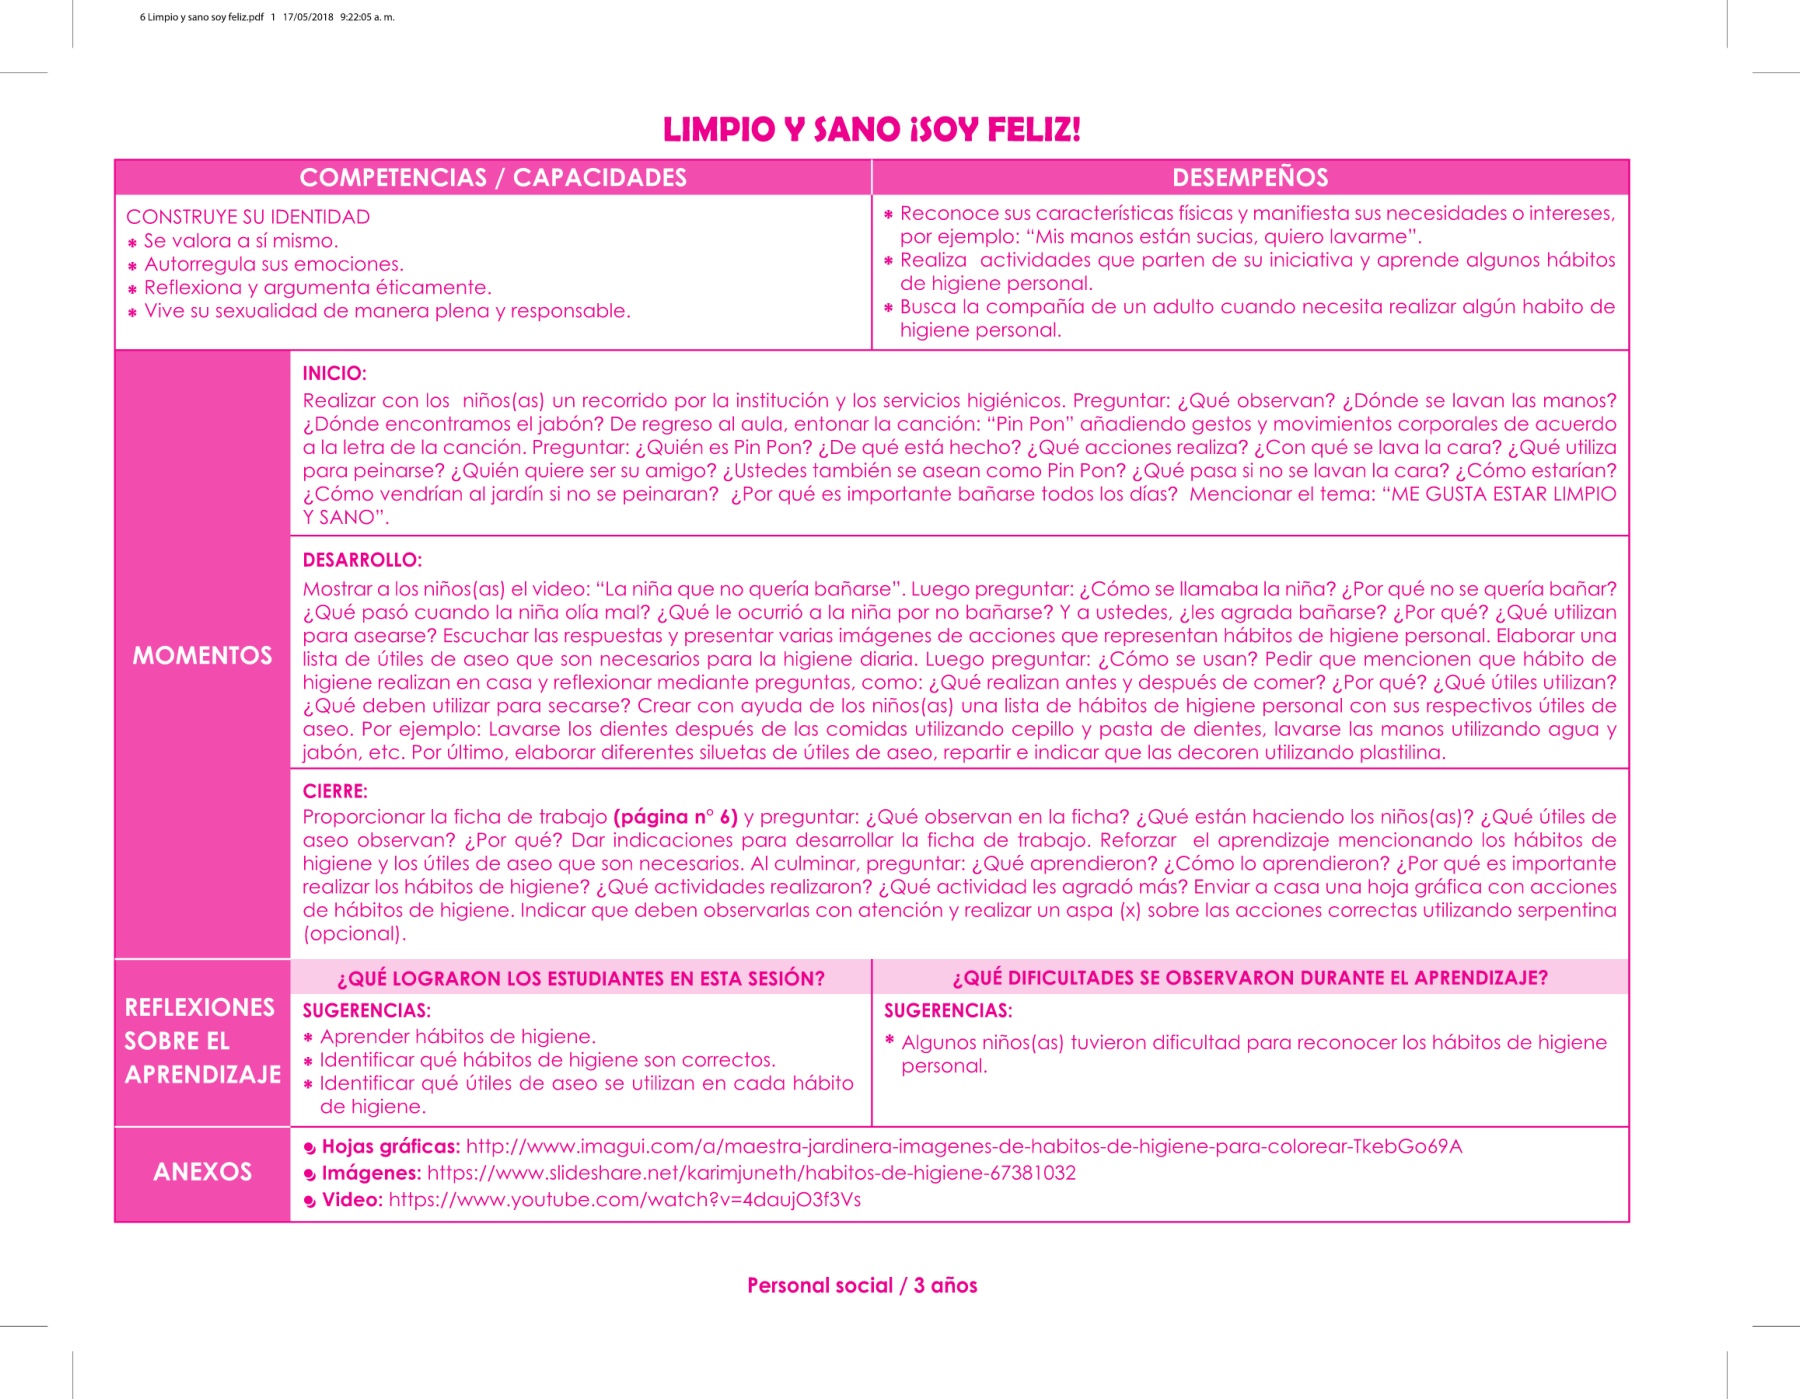 6 Limpio y sano soy feliz.pdf   1   17/05/2018   9:22:05 a. m.
LIMPIO Y SANO ¡SOY FELIZ!
COMPETENCIAS / CAPACIDADES
DESEMPEÑOS
CONSTRUYE SU IDENTIDAD
* Se valora a sí mismo.
* Autorregula sus emociones.
* Reflexiona y argumenta éticamente.
* Vive su sexualidad de manera plena y responsable.
* Reconoce sus características físicas y manifiesta sus necesidades o intereses,
por ejemplo: “Mis manos están sucias, quiero lavarme”.
* Realiza actividades que parten de su iniciativa y aprende algunos hábitos
de higiene personal.
* Busca la compañía de un adulto cuando necesita realizar algún habito de
higiene personal.
MOMENTOS
INICIO:
Realizar con los niños(as) un recorrido por la institución y los servicios higiénicos. Preguntar: ¿Qué observan? ¿Dónde se lavan las manos?
¿Dónde encontramos el jabón? De regreso al aula, entonar la canción: “Pin Pon” añadiendo gestos y movimientos corporales de acuerdo
a la letra de la canción. Preguntar: ¿Quién es Pin Pon? ¿De qué está hecho? ¿Qué acciones realiza? ¿Con qué se lava la cara? ¿Qué utiliza
para peinarse? ¿Quién quiere ser su amigo? ¿Ustedes también se asean como Pin Pon? ¿Qué pasa si no se lavan la cara? ¿Cómo estarían?
¿Cómo vendrían al jardín si no se peinaran? ¿Por qué es importante bañarse todos los días? Mencionar el tema: “ME GUSTA ESTAR LIMPIO
Y SANO”.
DESARROLLO:
Mostrar a los niños(as) el video: “La niña que no quería bañarse”. Luego preguntar: ¿Cómo se llamaba la niña? ¿Por qué no se quería bañar?
¿Qué pasó cuando la niña olía mal? ¿Qué le ocurrió a la niña por no bañarse? Y a ustedes, ¿les agrada bañarse? ¿Por qué? ¿Qué utilizan
para asearse? Escuchar las respuestas y presentar varias imágenes de acciones que representan hábitos de higiene personal. Elaborar una
lista de útiles de aseo que son necesarios para la higiene diaria. Luego preguntar: ¿Cómo se usan? Pedir que mencionen que hábito de
higiene realizan en casa y reflexionar mediante preguntas, como: ¿Qué realizan antes y después de comer? ¿Por qué? ¿Qué útiles utilizan?
¿Qué deben utilizar para secarse? Crear con ayuda de los niños(as) una lista de hábitos de higiene personal con sus respectivos útiles de
aseo. Por ejemplo: Lavarse los dientes después de las comidas utilizando cepillo y pasta de dientes, lavarse las manos utilizando agua y
jabón, etc. Por último, elaborar diferentes siluetas de útiles de aseo, repartir e indicar que las decoren utilizando plastilina.
CIERRE:
Proporcionar la ficha de trabajo (página n° 6) y preguntar: ¿Qué observan en la ficha? ¿Qué están haciendo los niños(as)? ¿Qué útiles de
aseo observan? ¿Por qué? Dar indicaciones para desarrollar la ficha de trabajo. Reforzar el aprendizaje mencionando los hábitos de
higiene y los útiles de aseo que son necesarios. Al culminar, preguntar: ¿Qué aprendieron? ¿Cómo lo aprendieron? ¿Por qué es importante
realizar los hábitos de higiene? ¿Qué actividades realizaron? ¿Qué actividad les agradó más? Enviar a casa una hoja gráfica con acciones
de hábitos de higiene. Indicar que deben observarlas con atención y realizar un aspa (x) sobre las acciones correctas utilizando serpentina
(opcional).
REFLEXIONES
SOBRE EL
APRENDIZAJE
¿QUÉ LOGRARON LOS ESTUDIANTES EN ESTA SESIÓN?
SUGERENCIAS:
* Aprender hábitos de higiene.
* Identificar qué hábitos de higiene son correctos.
* Identificar qué útiles de aseo se utilizan en cada hábito
de higiene.
¿QUÉ DIFICULTADES SE OBSERVARON DURANTE EL APRENDIZAJE?
SUGERENCIAS:
* Algunos niños(as) tuvieron dificultad para reconocer los hábitos de higiene
personal.
ANEXOS
Hojas gráficas: http://www.imagui.com/a/maestra-jardinera-imagenes-de-habitos-de-higiene-para-colorear-TkebGo69A
Imágenes: https://www.slideshare.net/karimjuneth/habitos-de-higiene-67381032
Video: https://www.youtube.com/watch?v=4daujO3f3Vs
Personal social / 3 años